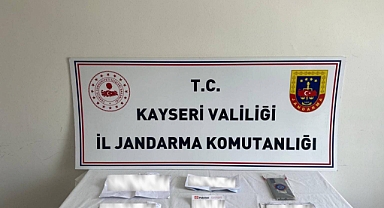 T.C.
KAYSERİ VALİLİĞİ
İL JANDARMA KOMUTANLIĞI